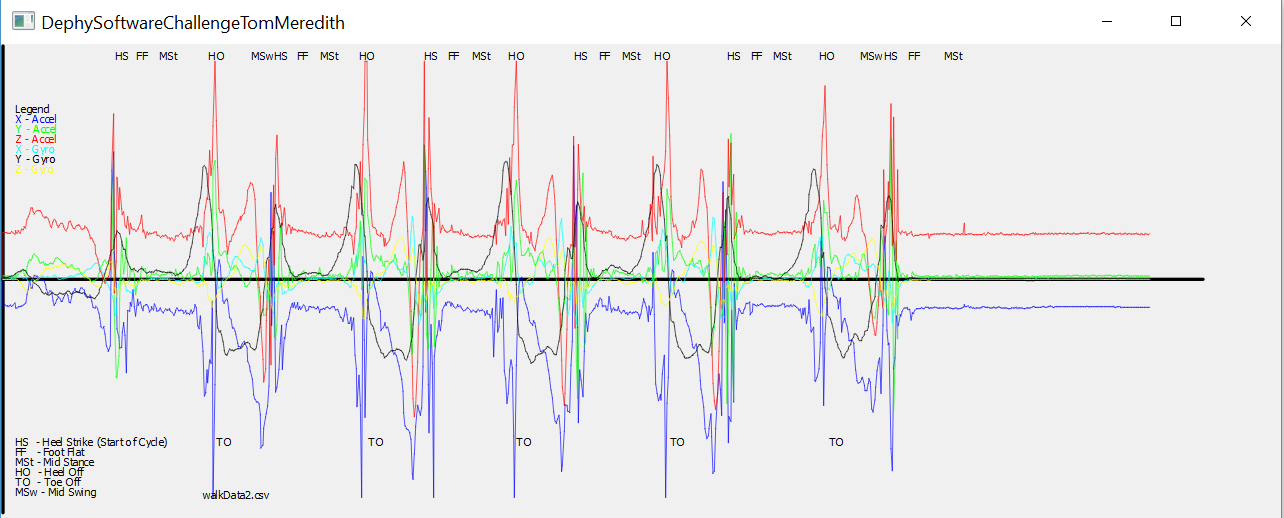 DephySoftwareChallengeTomMeredith
HS FF MSt HO MSwHS FF MSt HO HS FF MSt HO HS FF MSt HO HS FF MSt HO MSwHS FF MSt
Legend
X - Accel
Y - Accel
Z - Accel
X - Gyro
Y - Gyro
Z - Gyro
TO TO TO TO TO
HS - Heel Strike (Start of Cycle)
FF - Foot Flat
MSt - Mid Stance
HO - Heel Off
TO - Toe Off
MSw - Mid Swing
walkData2.csv